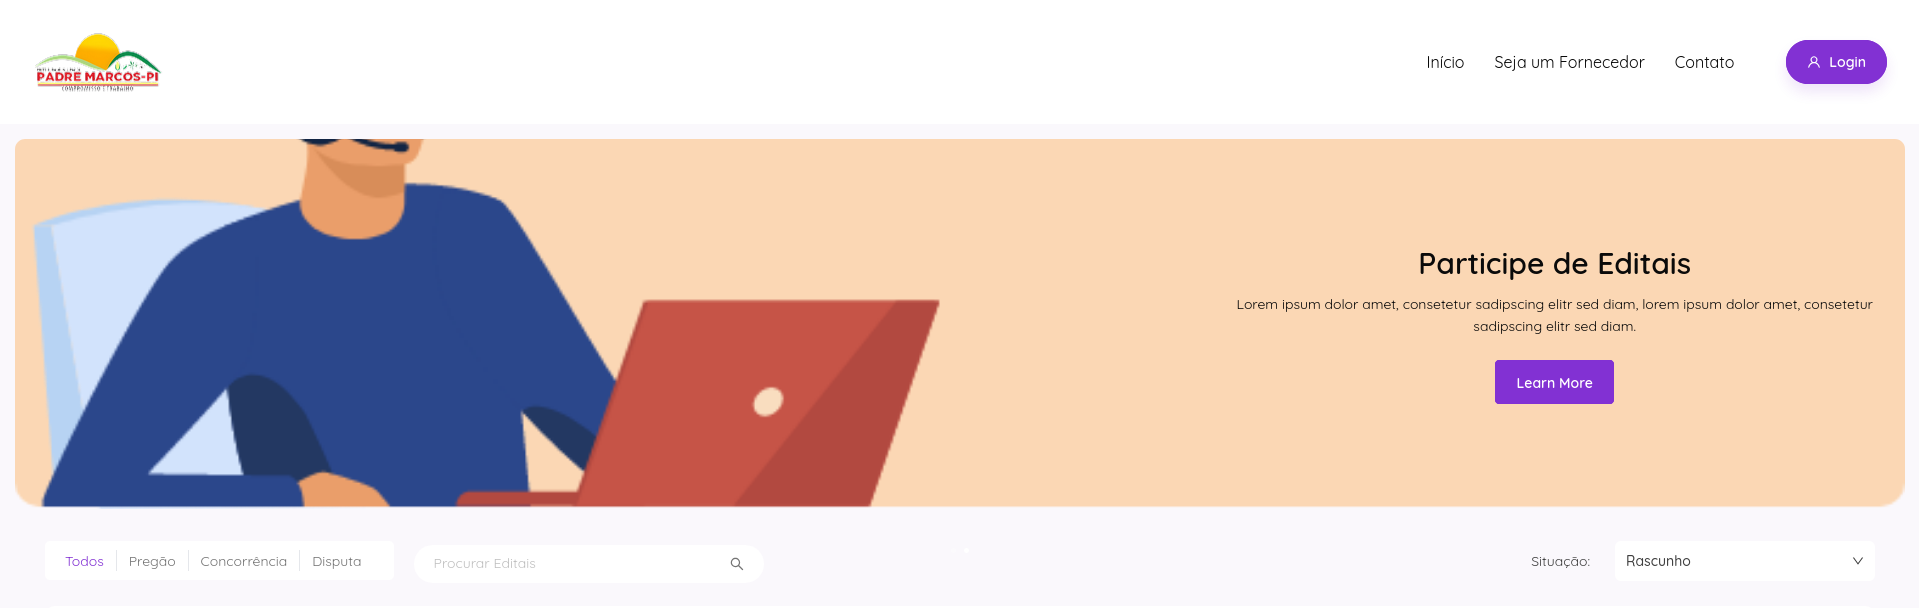 PADRE MARCOS-PI
COMPROMISSO E TRABALHO
Início
Seja um Fornecedor
Contato
Login
Participe de Editais
Lorem ipsum dolor amet, consetetur sadipscing elitr sed diam, lorem ipsum dolor amet, consetetur
sadipscing elitr sed diam.
Learn More
Todos
Pregão
Concorrência
Disputa
Procurar Editais
Situação:
Rascunho